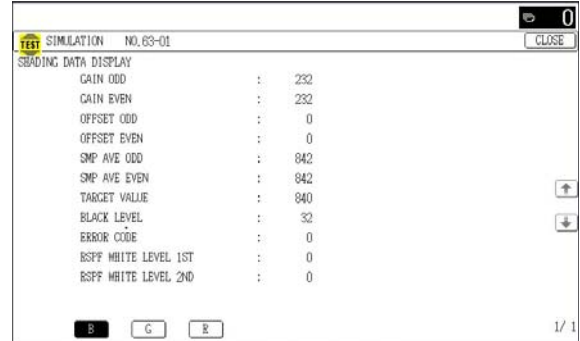 0
TEST SIMULATION NO.63-01 CLOSE
SHADING DATA DISPLAY
GAIN ODD : 232
GAIN EVEN : 232
OFFSET ODD : 0
OFFSET EVEN : 0
SMP AVE ODD : 842
SMP AVE EVEN : 842
TARGET VALUE : 840
BLACK LEVEL : 32
ERROR CODE : 0
RSPF WHITE LEVEL 1ST : 0
RSPF WHITE LEVEL 2ND : 0
B G R 1/ 1